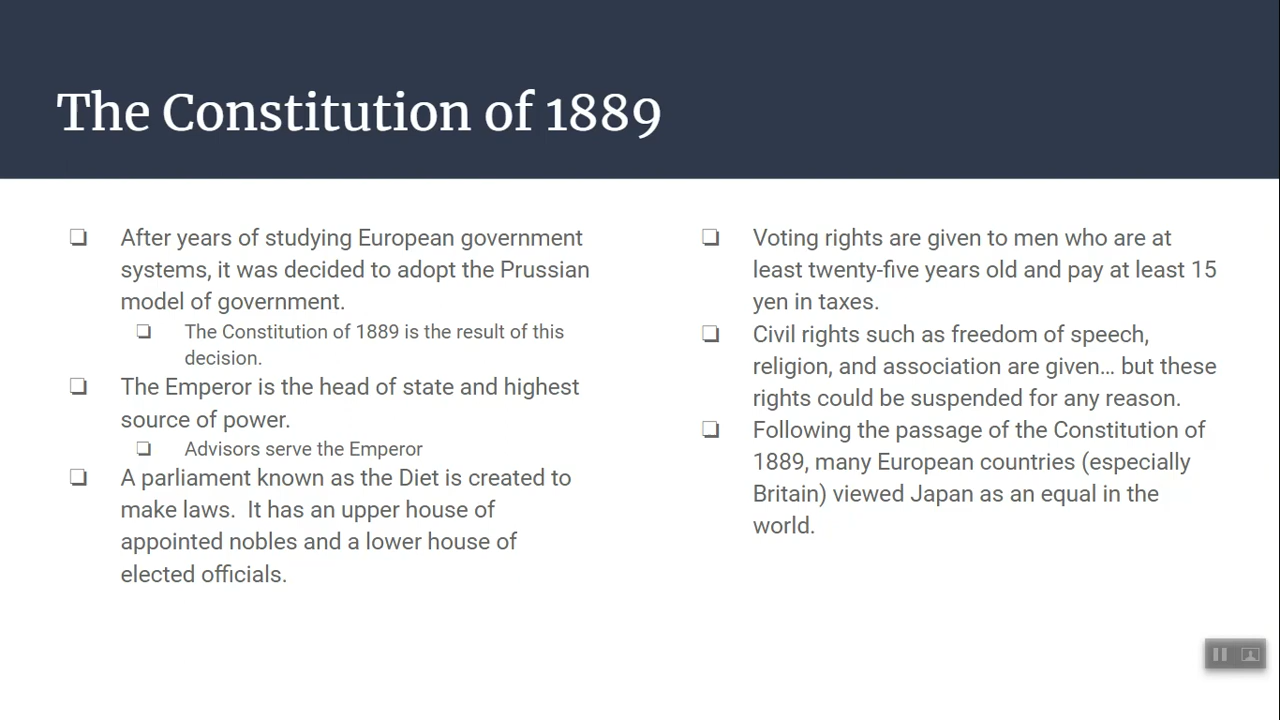 The Constitution of 1889
❏ After years of studying European government
systems, it was decided to adopt the Prussian
model of government.
❏ The Constitution of 1889 is the result of this
decision.
❏ The Emperor is the head of state and highest
source of power.
❏ Advisors serve the Emperor
❏ A parliament known as the Diet is created to
make laws.  It has an upper house of
appointed nobles and a lower house of
elected officials.
❏ Voting rights are given to men who are at
least twenty-five years old and pay at least 15
yen in taxes.
❏ Civil rights such as freedom of speech,
religion, and association are given... but these
rights could be suspended for any reason.
❏ Following the passage of the Constitution of
1889, many European countries (especially
Britain) viewed Japan as an equal in the
world.